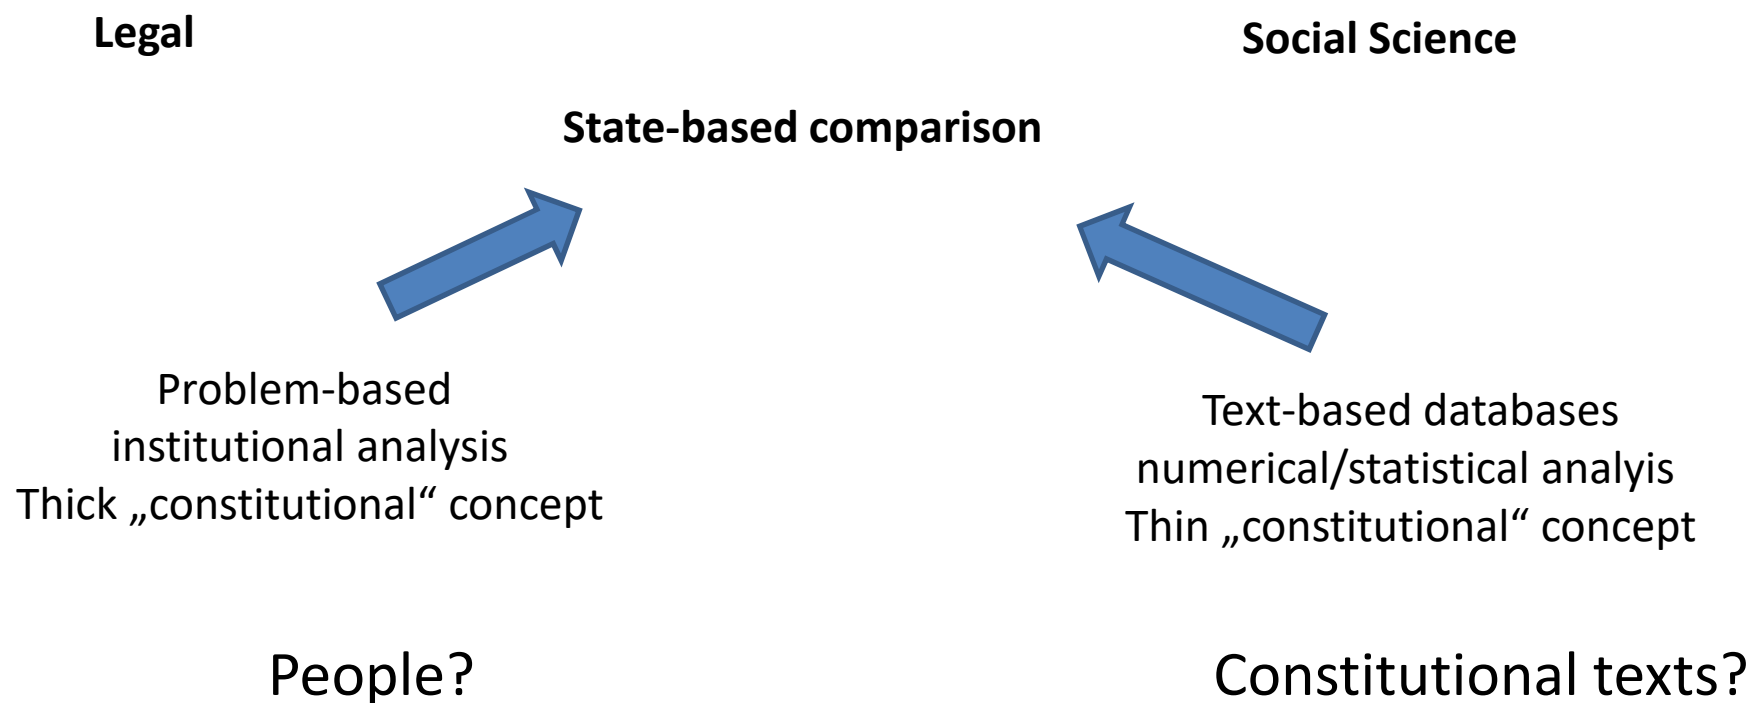 Legal
Social Science
State-based comparison
Problem-based
institutional analysis
Thick „constitutional“ concept
Text-based databases
numerical/statistical analyis
Thin „constitutional“ concept
People?
Constitutional texts?